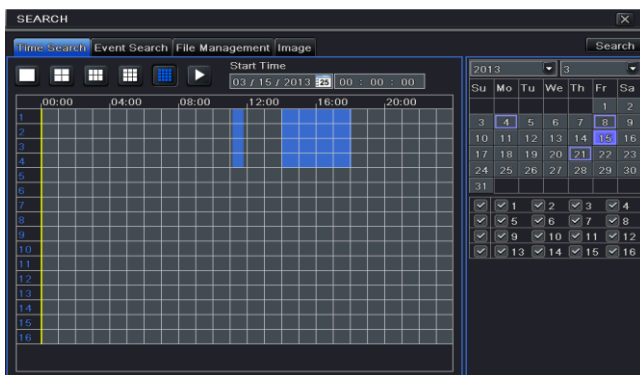 SEARCH
Time Search Event Search File Management Image Search
Start Time
03 / 15 / 2013 25 00 : 00 : 00
2013 3
Su Mo Tu We Th Fr Sa
1 2
3 4 5 6 7 8 9
10 11 12 13 14 15 16
17 18 19 20 21 22 23
24 25 26 27 28 29 30
31
00:00 04:00 08:00 12:00 16:00 20:00
1
2
3
4
5
6
7
8
9
10
11
12
13
14
15
16
1 2 3 4
5 6 7 8
9 10 11 12
13 14 15 16